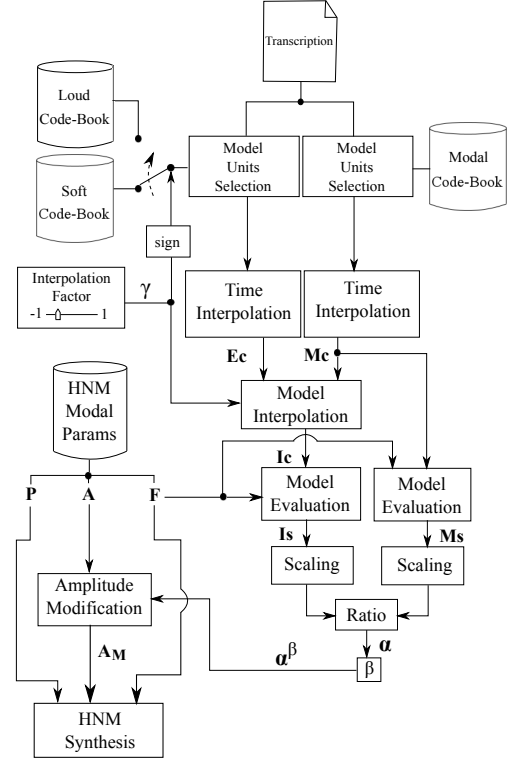 Transcription
Loud
Code-Book
Soft
Code-Book
Model
Units
Selection
Model
Units
Selection
Modal
Code-Book
sign
Interpolation
Factor
-1 1
γ
Time
Interpolation
Time
Interpolation
Ec
Mc
HNM
Modal
Params
Model
Interpolation
Ic
P A F
Model
Evaluation
Model
Evaluation
Is
Ms
Scaling
Scaling
Amplitude
Modification
Ratio
α
α^β
β
A_M
HNM
Synthesis